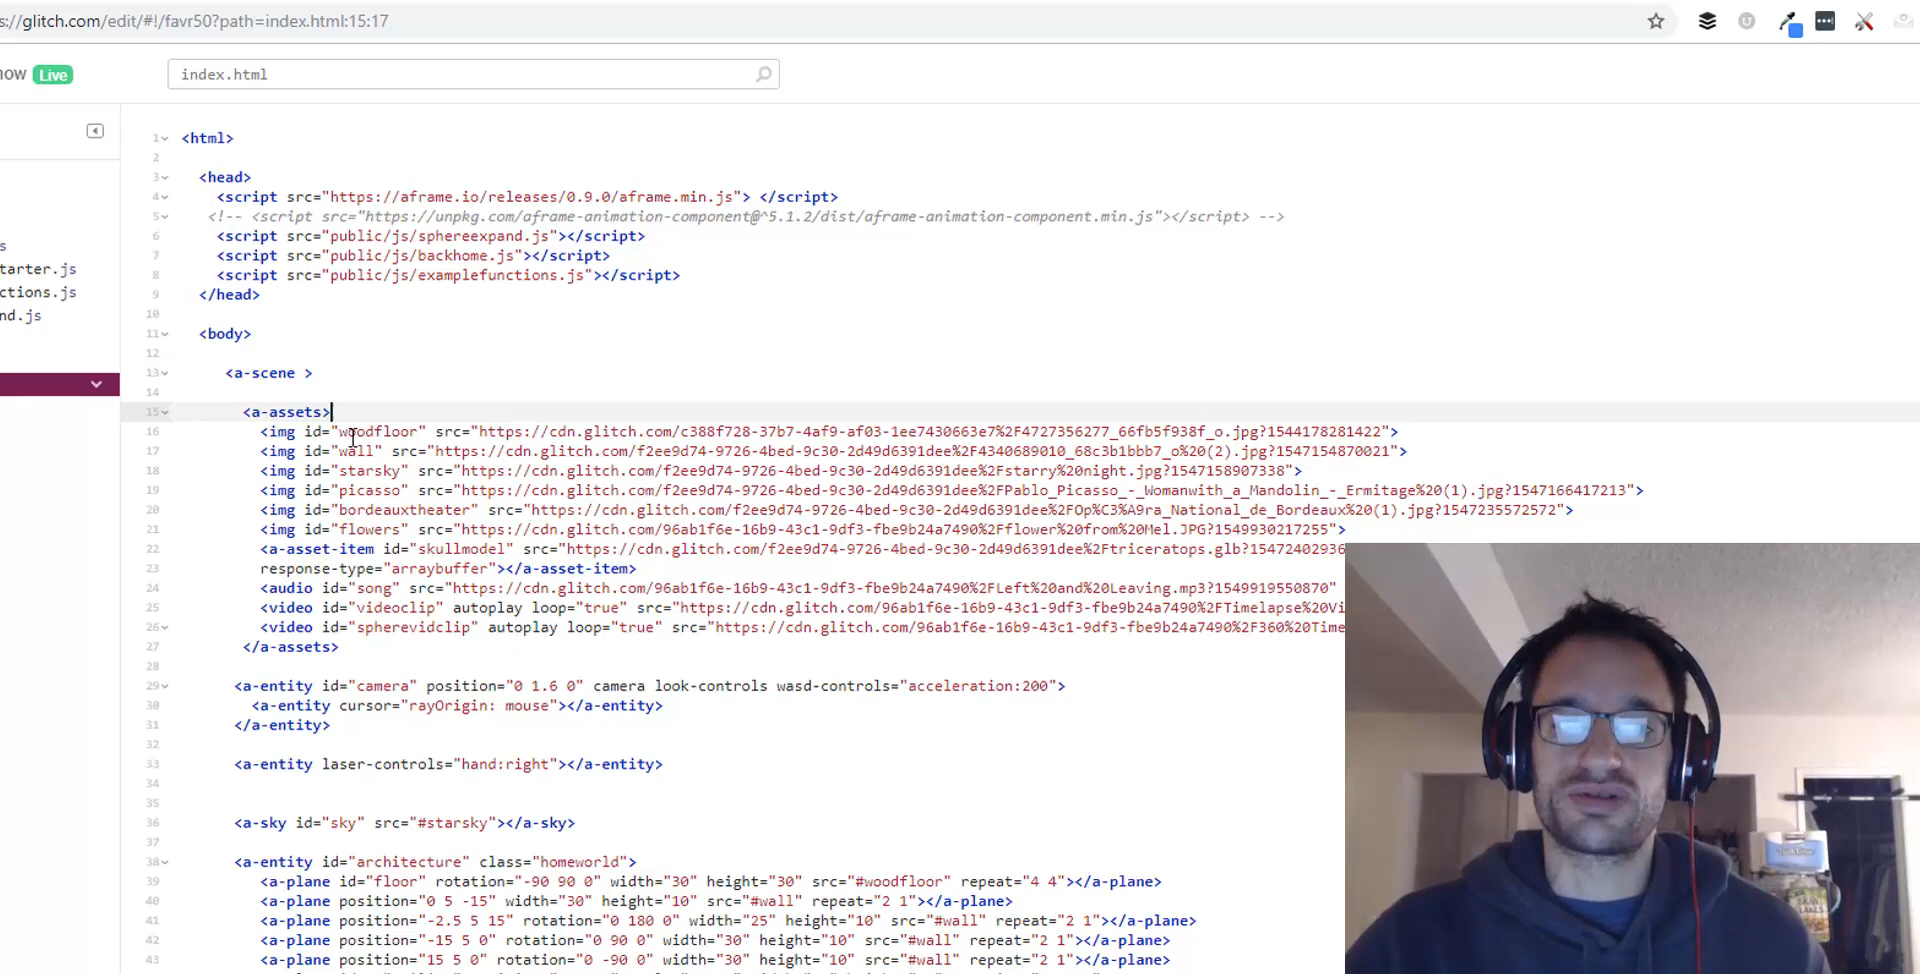 s://glitch.com/edit/#!/favr50?path=index.html:15:17
how Live
index.html
s
tarter.js
ctions.js
nd.js
1 <html>
2
3 <head>
4 <script src="https://aframe.io/releases/0.9.0/aframe.min.js"> </script>
5 <!-- <script src="https://unpkg.com/aframe-animation-component@^5.1.2/dist/aframe-animation-component.min.js"></script> -->
6 <script src="public/js/sphereexpand.js"></script>
7 <script src="public/js/backhome.js"></script>
8 <script src="public/js/examplefunctions.js"></script>
9 </head>
10
11 <body>
12
13 <a-scene >
14
15 <a-assets>
16 <img id="woodfloor" src="https://cdn.glitch.com/c388f728-37b7-4af9-af03-1ee7430663e7%2F4727356277_66fb5f938f_o.jpg?1544178281422">
17 <img id="wall" src="https://cdn.glitch.com/f2ee9d74-9726-4bed-9c30-2d49d6391dee%2F4340689010_68c3b1bbb7_o%20(2).jpg?1547154870021">
18 <img id="starsky" src="https://cdn.glitch.com/f2ee9d74-9726-4bed-9c30-2d49d6391dee%2Fstarry%20night.jpg?1547158907338">
19 <img id="picasso" src="https://cdn.glitch.com/f2ee9d74-9726-4bed-9c30-2d49d6391dee%2FPablo_Picasso_-_Womanwith_a_Mandolin_-_Ermitage%20(1).jpg?1547166417213">
20 <img id="bordeauxtheater" src="https://cdn.glitch.com/f2ee9d74-9726-4bed-9c30-2d49d6391dee%2FOp%C3%A9ra_National_de_Bordeaux%20(1).jpg?1547235572572">
21 <img id="flowers" src="https://cdn.glitch.com/96ab1f6e-16b9-43c1-9df3-fbe9b24a7490%2Fflower%20from%20Mel.JPG?1549930217255">
22 <a-asset-item id="skullmodel" src="https://cdn.glitch.com/f2ee9d74-9726-4bed-9c30-2d49d6391dee%2Ftriceratops.glb?15472402936
23 response-type="arraybuffer"></a-asset-item>
24 <audio id="song" src="https://cdn.glitch.com/96ab1f6e-16b9-43c1-9df3-fbe9b24a7490%2FLeft%20and%20Leaving.mp3?1549919550870"
25 <video id="videoclip" autoplay loop="true" src="https://cdn.glitch.com/96ab1f6e-16b9-43c1-9df3-fbe9b24a7490%2FTimelapse%20Vi
26 <video id="spherevidclip" autoplay loop="true" src="https://cdn.glitch.com/96ab1f6e-16b9-43c1-9df3-fbe9b24a7490%2F360%20Time
27 </a-assets>
28
29 <a-entity id="camera" position="0 1.6 0" camera look-controls wasd-controls="acceleration:200">
30 <a-entity cursor="rayOrigin: mouse"></a-entity>
31 </a-entity>
32
33 <a-entity laser-controls="hand:right"></a-entity>
34
35
36 <a-sky id="sky" src="#starsky"></a-sky>
37
38 <a-entity id="architecture" class="homeworld">
39 <a-plane id="floor" rotation="-90 90 0" width="30" height="30" src="#woodfloor" repeat="4 4"></a-plane>
40 <a-plane position="0 5 -15" width="30" height="10" src="#wall" repeat="2 1"></a-plane>
41 <a-plane position="-2.5 5 15" rotation="0 180 0" width="25" height="10" src="#wall" repeat="2 1"></a-plane>
42 <a-plane position="-15 5 0" rotation="0 90 0" width="30" height="10" src="#wall" repeat="2 1"></a-plane>
43 <a-plane position="15 5 0" rotation="0 -90 0" width="30" height="10" src="#wall" repeat="2 1"></a-plane>